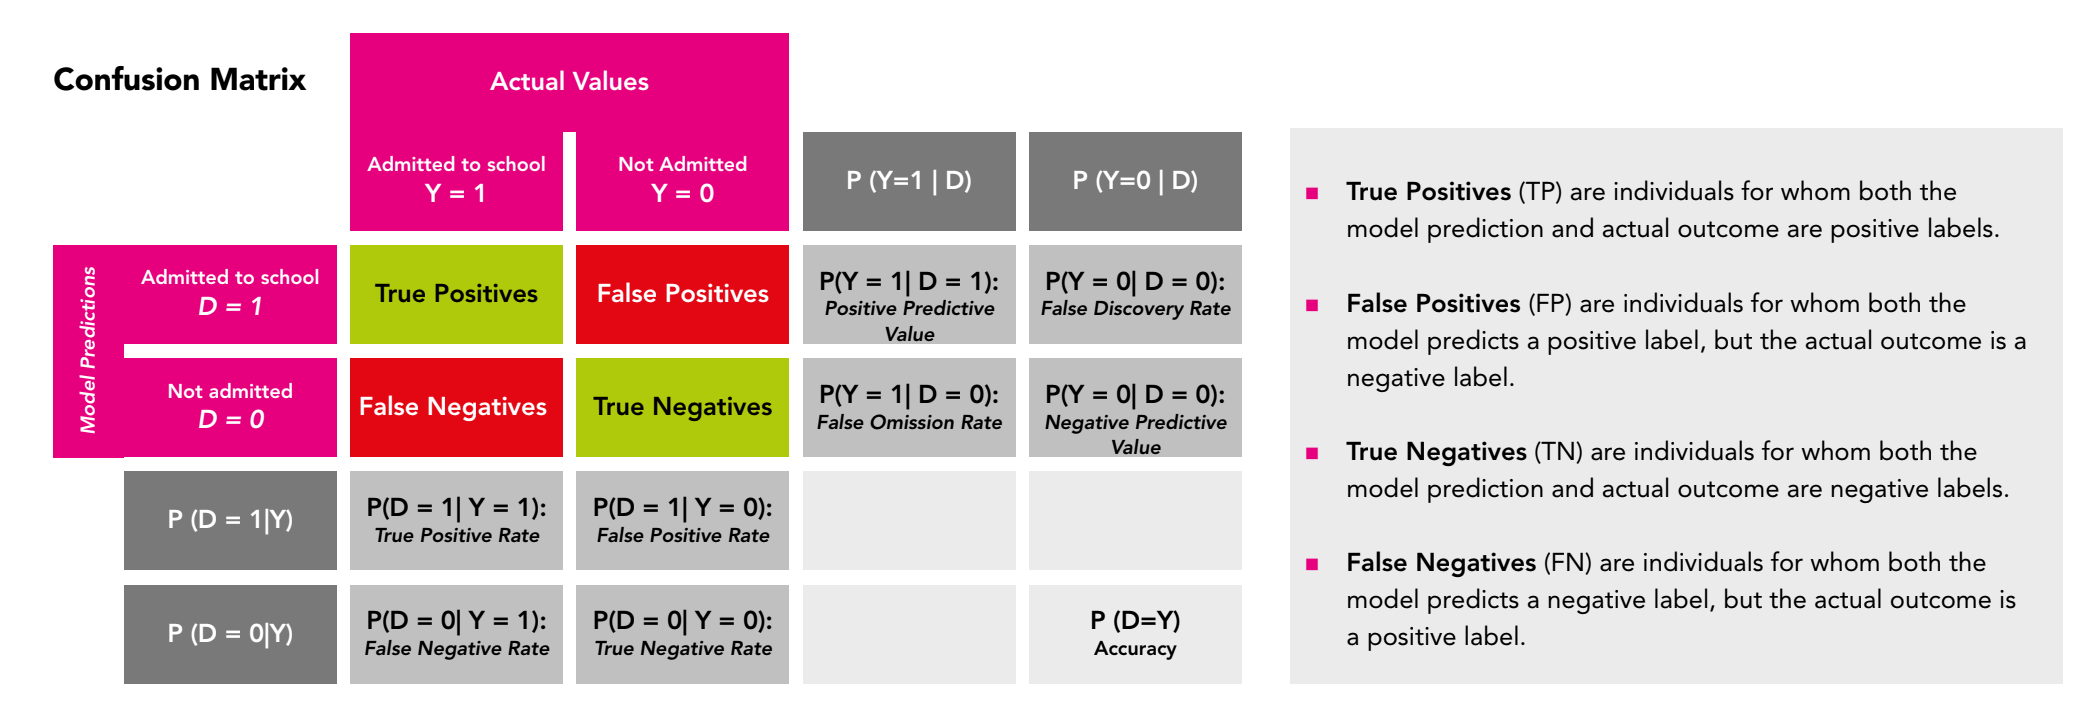 Confusion Matrix
Actual Values
Admitted to school
Y = 1
Not Admitted
Y = 0
P (Y=1 | D)
P (Y=0 | D)
Model Predictions
Admitted to school
D = 1
True Positives
False Positives
P(Y = 1| D = 1):
Positive Predictive
Value
P(Y = 0| D = 0):
False Discovery Rate
Not admitted
D = 0
False Negatives
True Negatives
P(Y = 1| D = 0):
False Omission Rate
P(Y = 0| D = 0):
Negative Predictive
Value
P (D = 1|Y)
P(D = 1| Y = 1):
True Positive Rate
P(D = 1| Y = 0):
False Positive Rate
P (D = 0|Y)
P(D = 0| Y = 1):
False Negative Rate
P(D = 0| Y = 0):
True Negative Rate
P (D=Y)
Accuracy
■ True Positives (TP) are individuals for whom both the
model prediction and actual outcome are positive labels.
■ False Positives (FP) are individuals for whom both the
model predicts a positive label, but the actual outcome is a
negative label.
■ True Negatives (TN) are individuals for whom both the
model prediction and actual outcome are negative labels.
■ False Negatives (FN) are individuals for whom both the
model predicts a negative label, but the actual outcome is
a positive label.